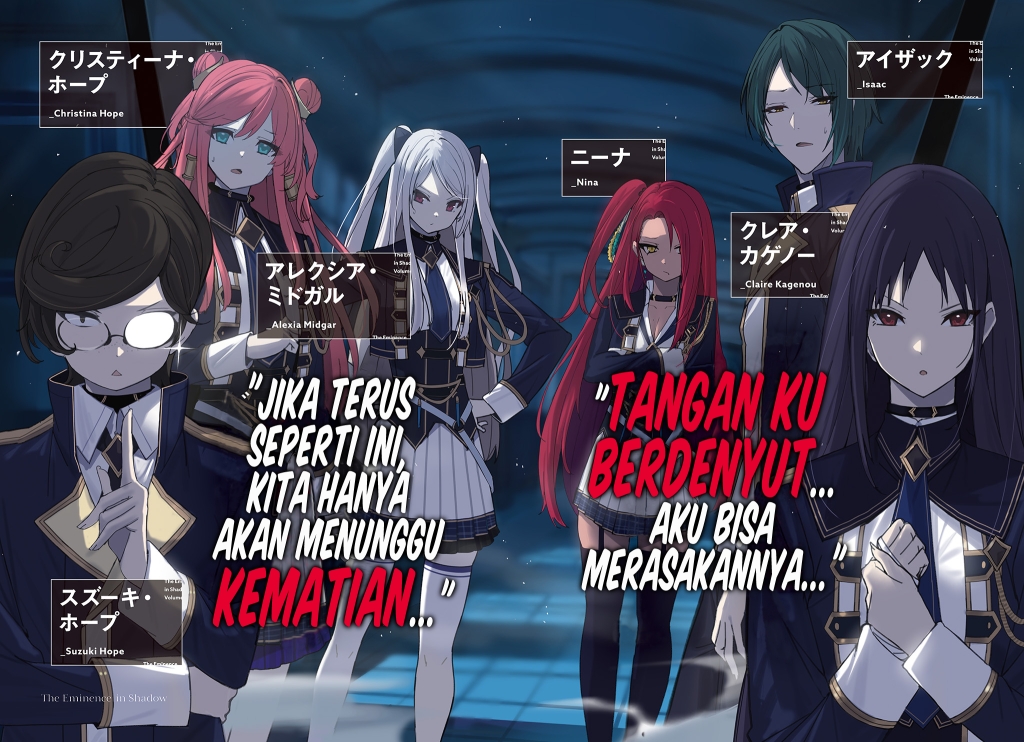 クリスティーナ・
ホープ
_Christina Hope
アレクシア・
ミドガル
_Alexia Midgar
"JIKA TERUS
SEPERTI INI,
KITA HANYA
AKAN MENUNGGU
KEMATIAN..."
スズーキ・
ホープ
_Suzuki Hope
The Eminence in Shadow
アイザック
_Isaac
The Eminence
ニーナ
_Nina
クレア・
カゲノー
_Claire Kagenou
"TANGAN KU
BERDENYUT...
AKU BISA
MERASAKANNYA..."